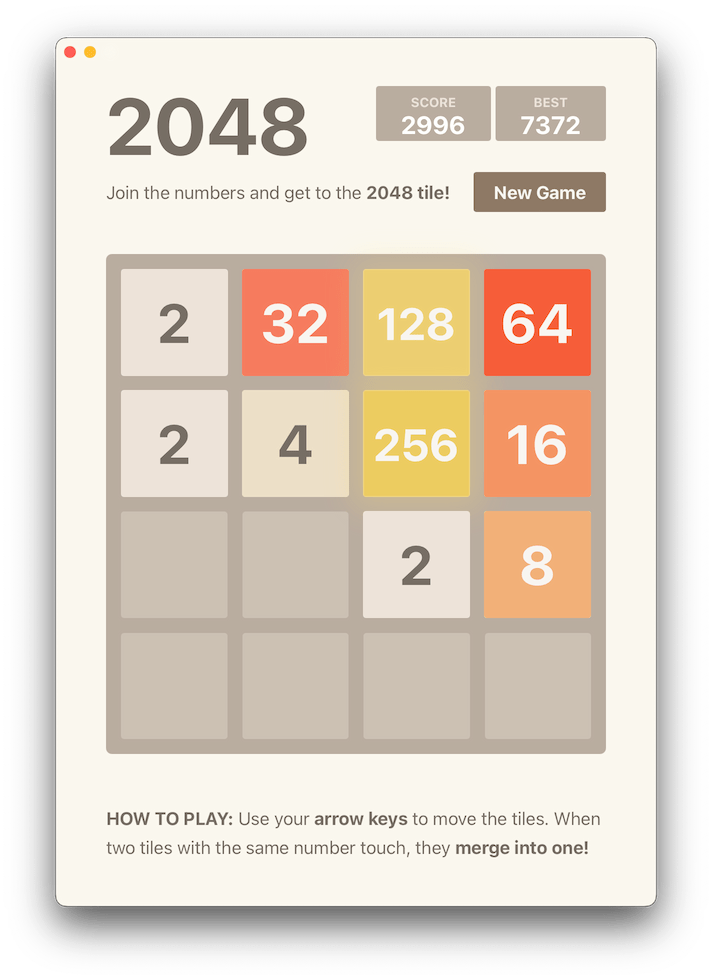 2048
SCORE
2996
BEST
7372
Join the numbers and get to the 2048 tile!
New Game
2 32 128 64
2 4 256 16
2 8
HOW TO PLAY: Use your arrow keys to move the tiles. When
two tiles with the same number touch, they merge into one!